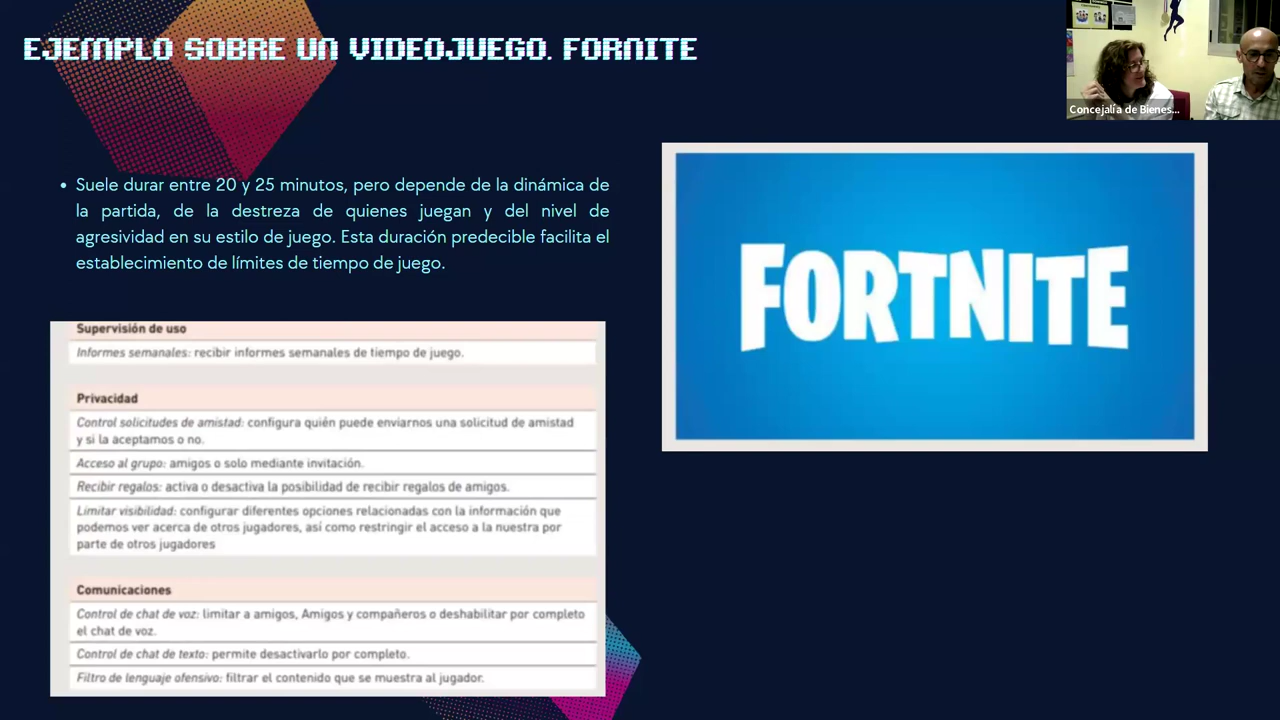 EJEMPLO SOBRE UN VIDEOJUEGO. FORNITE
Concejalía de Bienes...
• Suele durar entre 20 y 25 minutos, pero depende de la dinámica de
la partida, de la destreza de quienes juegan y del nivel de
agresividad en su estilo de juego. Esta duración predecible facilita el
establecimiento de límites de tiempo de juego.
FORTNITE
Supervisión de uso
Informes semanales: recibir informes semanales de tiempo de juego.
Privacidad
Control solicitudes de amistad: configura quién puede enviarnos una solicitud de amistad
y si la aceptamos o no.
Acceso al grupo: amigos o solo mediante invitación.
Recibir regalos: activa o desactiva la posibilidad de recibir regalos de amigos.
Limitar visibilidad: configurar diferentes opciones relacionadas con la información que
podemos ver acerca de otros jugadores, así como restringir el acceso a la nuestra por
parte de otros jugadores
Comunicaciones
Control de chat de voz: limitar a amigos, Amigos y compañeros o deshabilitar por completo
el chat de voz.
Control de chat de texto: permite desactivarlo por completo.
Filtro de lenguaje ofensivo: filtrar el contenido que se muestra al jugador.